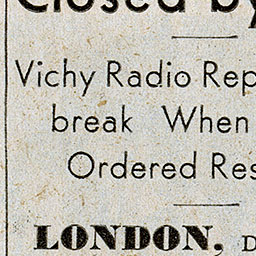 Closed by
Vichy Radio Rep
break When
Ordered Res
LONDON, D